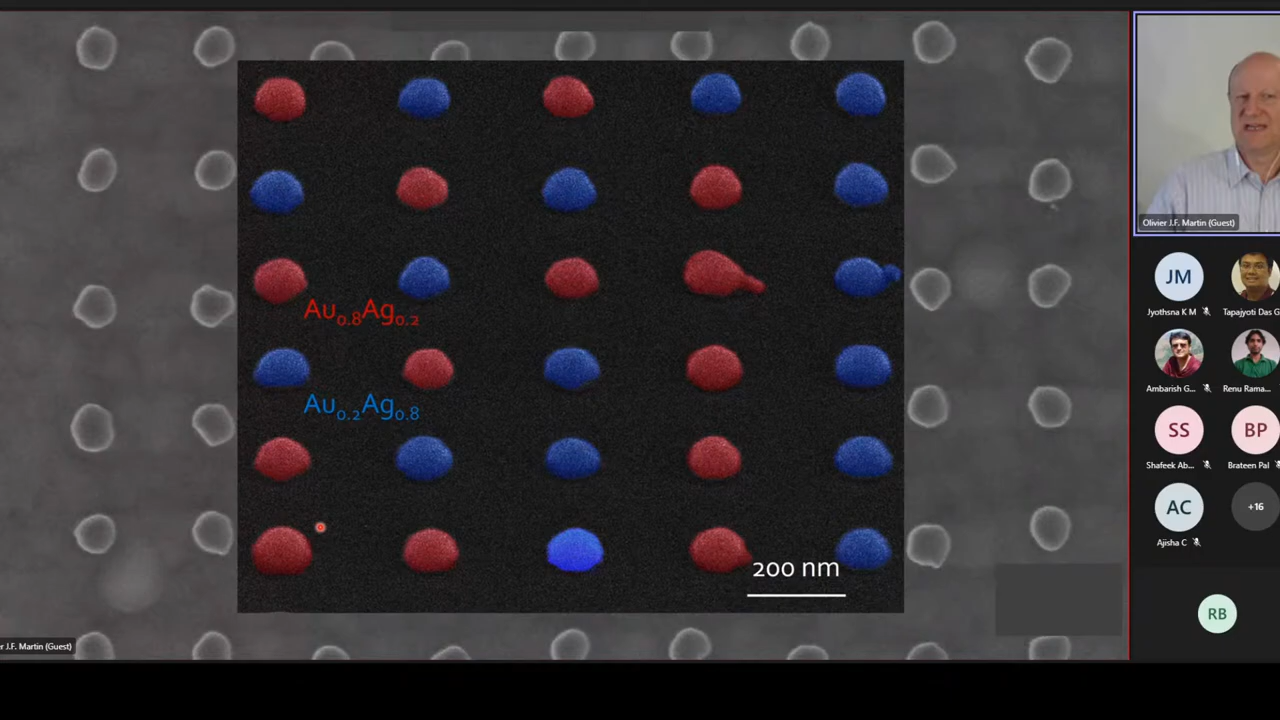 Au0.8Ag0.2
Au0.2Ag0.8
200 nm
r J.F. Martin (Guest)
Olivier J.F. Martin (Guest)
JM
Jyothsna K M
Tapajyoti Das G
Ambarish G...
Renu Rama...
SS
BP
Shafeek Ab...
Brateen Pal
AC
+16
Ajisha C
RB